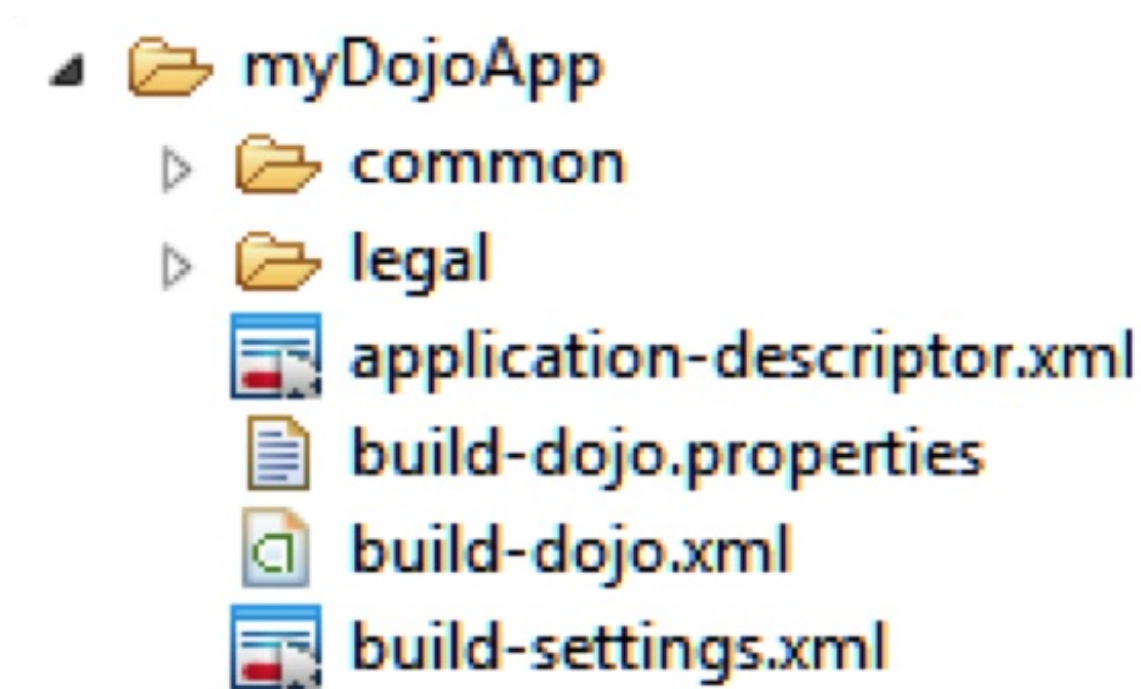 myDojoApp
common
legal
application-descriptor.xml
build-dojo.properties
build-dojo.xml
build-settings.xml